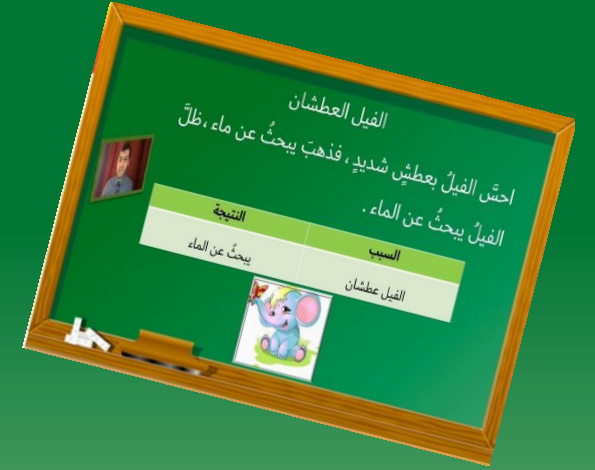 الفيل العطشان
احسَّ الفيلُ بعطشٍ شديدٍ ، فذهبَ يبحثُ عن ماء ، ظلَّ
الفيلُ يبحثُ عن الماء .
السبب النتيجة
الفيل عطشان يبحثُ عن الماء